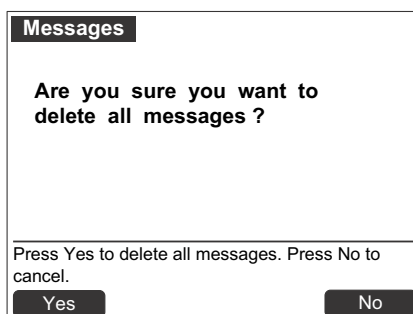 Messages
Are you sure you want to
delete all messages ?
Press Yes to delete all messages. Press No to
cancel.
Yes No